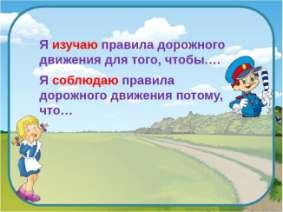 Я изучаю правила дорожного
движения для того, чтобы….
Я соблюдаю правила
дорожного движения потому,
что…